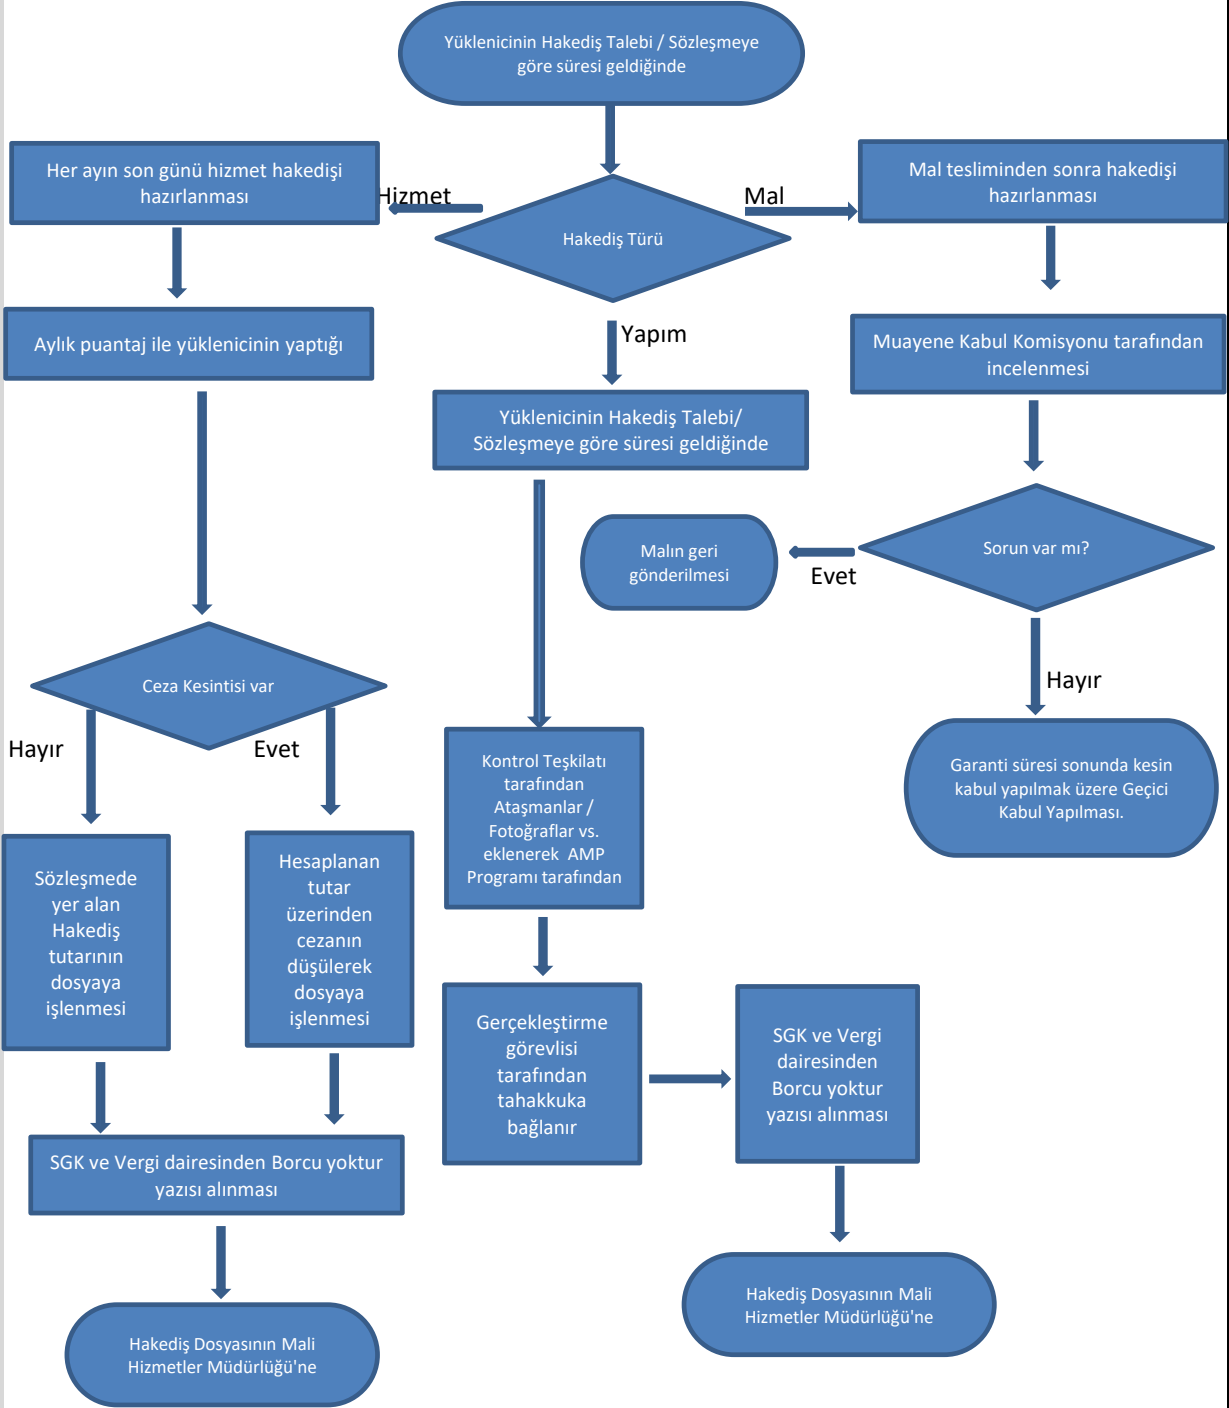 Yüklenicinin Hakediş Talebi / Sözleşmeye
göre süresi geldiğinde
Her ayın son günü hizmet hakedişi
hazırlanması
Hizmet
Mal
Mal tesliminden sonra hakedişi
hazırlanması
Hakediş Türü
Aylık puantaj ile yüklenicinin yaptığı
Yapım
Muayene Kabul Komisyonu tarafından
incelenmesi
Yüklenicinin Hakediş Talebi/
Sözleşmeye göre süresi geldiğinde
Sorun var mı?
Malın geri
gönderilmesi
Evet
Hayır
Ceza Kesintisi var
Hayır
Evet
Kontrol Teşkilatı
tarafından
Ataşmanlar /
Fotoğraflar vs.
eklenerek  AMP
Programı tarafından
Garanti süresi sonunda kesin
kabul yapılmak üzere Geçici
Kabul Yapılması.
Sözleşmede
yer alan
Hakediş
tutarının
dosyaya
işlenmesi
Hesaplanan
tutar
üzerinden
cezanın
düşülerek
dosyaya
işlenmesi
Gerçekleştirme
görevlisi
tarafından
tahakkuka
bağlanır
SGK ve Vergi
dairesinden
Borcu yoktur
yazısı alınması
SGK ve Vergi dairesinden Borcu yoktur
yazısı alınması
Hakediş Dosyasının Mali
Hizmetler Müdürlüğü'ne
Hakediş Dosyasının Mali
Hizmetler Müdürlüğü'ne